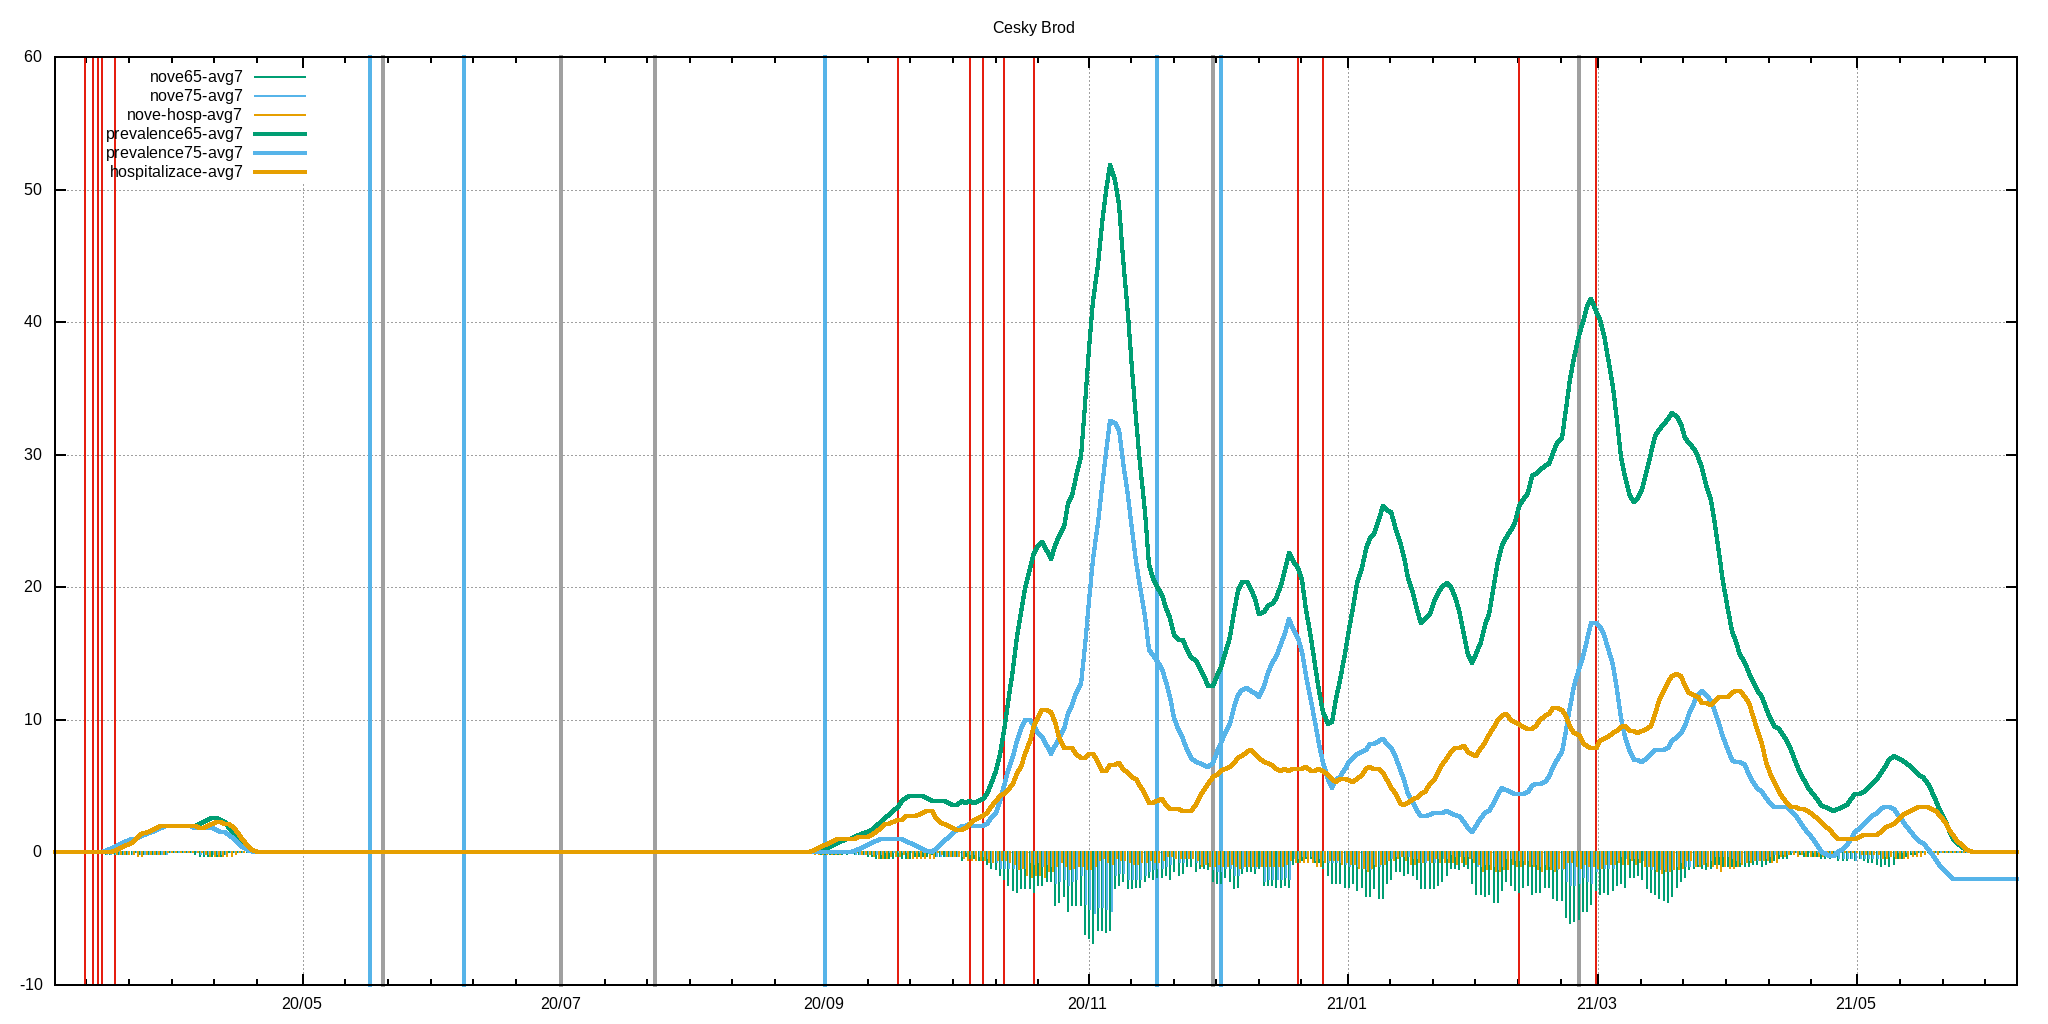 Cesky Brod
60
nove65-avg7
nove75-avg7
nove-hosp-avg7
prevalence65-avg7
prevalence75-avg7
hospitalizace-avg7
50
40
30
20
10
0
-10
20/05 20/07 20/09 20/11 21/01 21/03 21/05